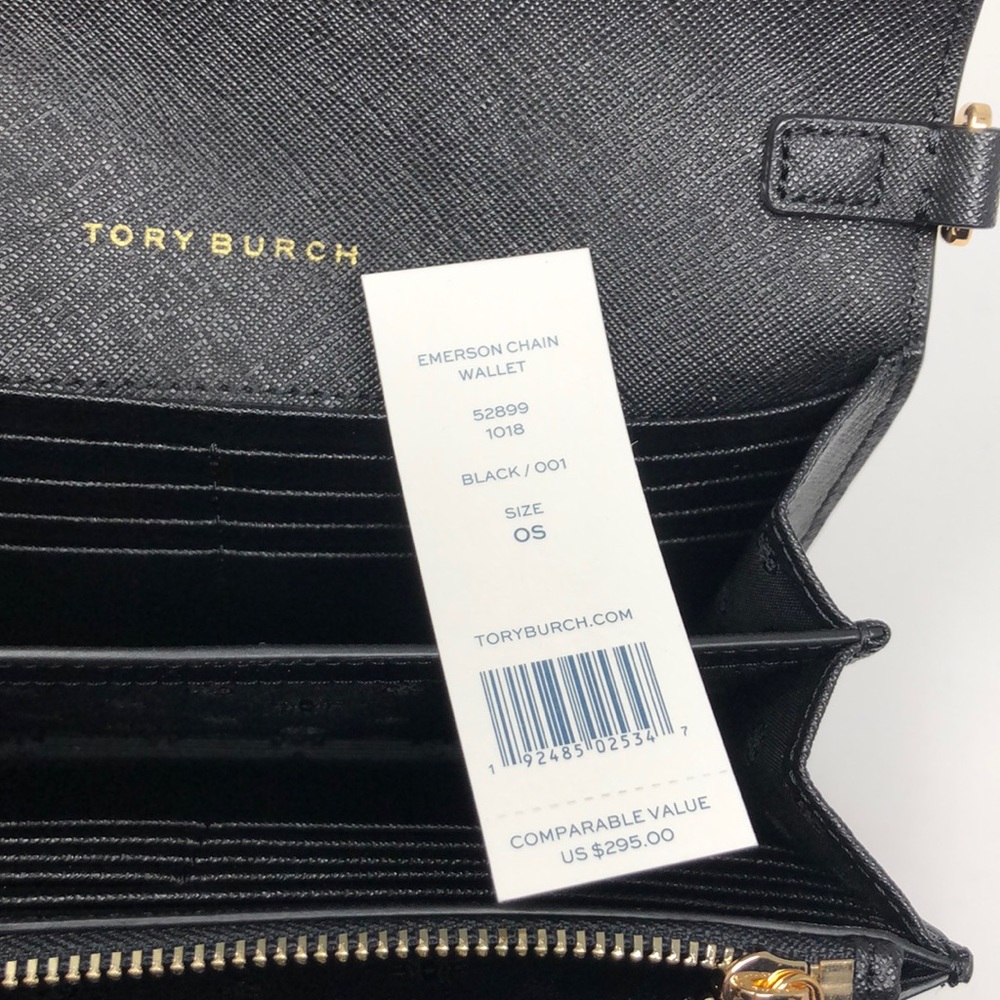 TORY BURCH
EMERSON CHAIN
WALLET
52899
1018
BLACK / 001
SIZE
OS
TORYBURCH.COM
1 92485 02534 7
COMPARABLE VALUE
US $295.00